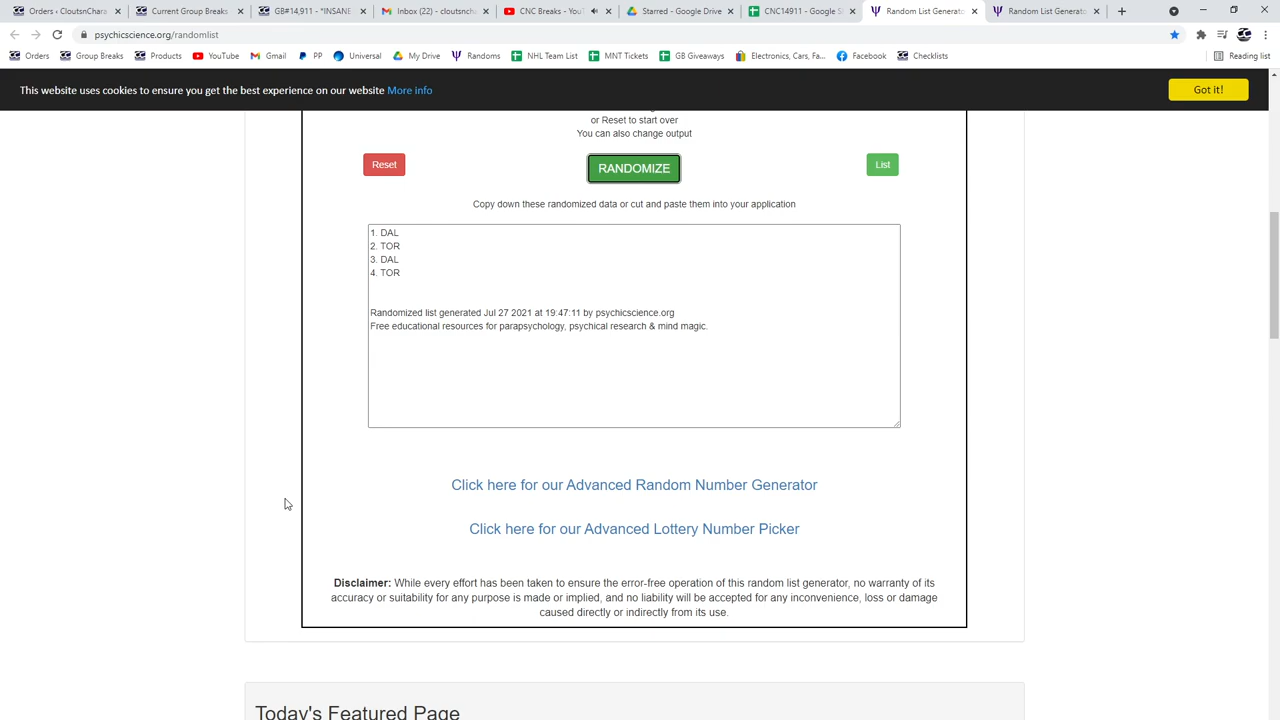 Orders < CloutsnChara
Current Group Breaks
GB#14,911 - *INSANE
Inbox (22) - cloutsnch
CNC Breaks - You
Starred - Google Drive
CNC14911 - Google S
Random List Generato
Random List Generato
psychicscience.org/randomlist
Orders
Group Breaks
Products
YouTube
Gmail
PP
Universal
My Drive
Randoms
NHL Team List
MNT Tickets
GB Giveaways
Electronics, Cars, Fa...
Facebook
Checklists
Reading list
This website uses cookies to ensure you get the best experience on our website More info
Got it!
or Reset to start over
You can also change output
Reset
RANDOMIZE
List
Copy down these randomized data or cut and paste them into your application
1. DAL
2. TOR
3. DAL
4. TOR
Randomized list generated Jul 27 2021 at 19:47:11 by psychicscience.org
Free educational resources for parapsychology, psychical research & mind magic.
Click here for our Advanced Random Number Generator
Click here for our Advanced Lottery Number Picker
Disclaimer: While every effort has been taken to ensure the error-free operation of this random list generator, no warranty of its
accuracy or suitability for any purpose is made or implied, and no liability will be accepted for any inconvenience, loss or damage
caused directly or indirectly from its use.
Today's Featured Page